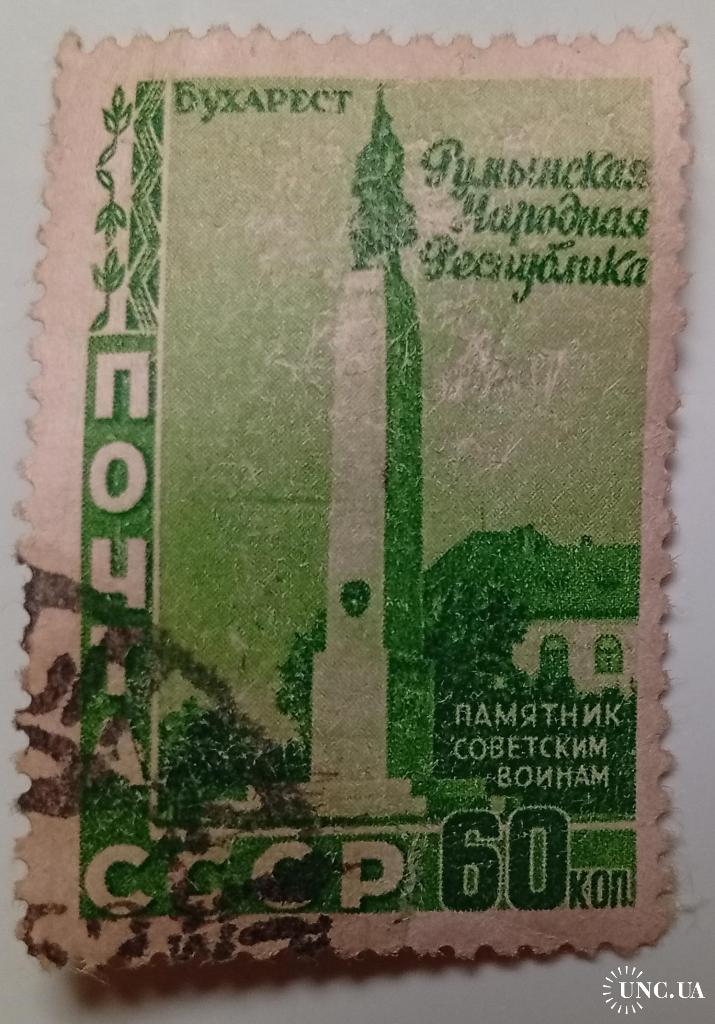 БУХАРЕСТ
Румынская
Народная
Республика
ПОЧТА
ПАМЯТНИК
СОВЕТСКИМ
ВОИНАМ
СССР 60 КОП
UNC.UA